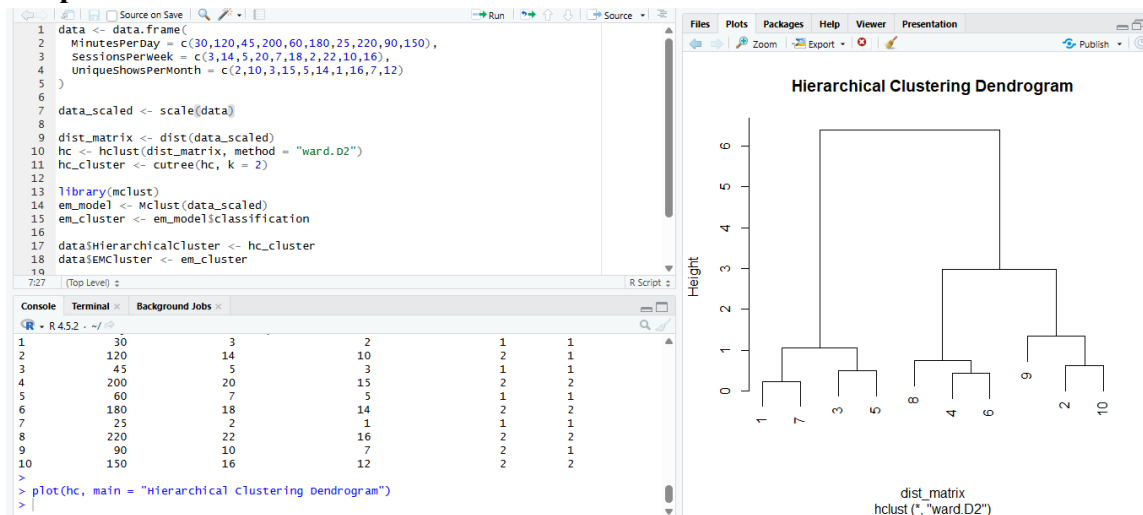 Source on Save
Run
Source
1 data <- data.frame(
2 MinutesPerDay = c(30,120,45,200,60,180,25,220,90,150),
3 SessionsPerWeek = c(3,14,5,20,7,18,2,22,10,16),
4 UniqueShowsPerMonth = c(2,10,3,15,5,14,1,16,7,12)
5 )
6
7 data_scaled <- scale(data)
8
9 dist_matrix <- dist(data_scaled)
10 hc <- hclust(dist_matrix, method = "ward.D2")
11 hc_cluster <- cutree(hc, k = 2)
12
13 library(mclust)
14 em_model <- Mclust(data_scaled)
15 em_cluster <- em_model$classification
16
17 data$HierarchicalCluster <- hc_cluster
18 data$EMCluster <- em_cluster
19
7:27 (Top Level) R Script
Console Terminal Background Jobs
R 4.5.2 · ~/
1 30 3 2 1 1
2 120 14 10 2 1
3 45 5 3 1 1
4 200 20 15 2 2
5 60 7 5 1 1
6 180 18 14 2 2
7 25 2 1 1 1
8 220 22 16 2 2
9 90 10 7 2 1
10 150 16 12 2 2
>
> plot(hc, main = "Hierarchical Clustering Dendrogram")
>
Files Plots Packages Help Viewer Presentation
Zoom Export Publish
Hierarchical Clustering Dendrogram
Height
6
5
4
3
2
1
0
1 7 3 5 8 4 6 9 2 10
dist_matrix
hclust (*, "ward.D2")